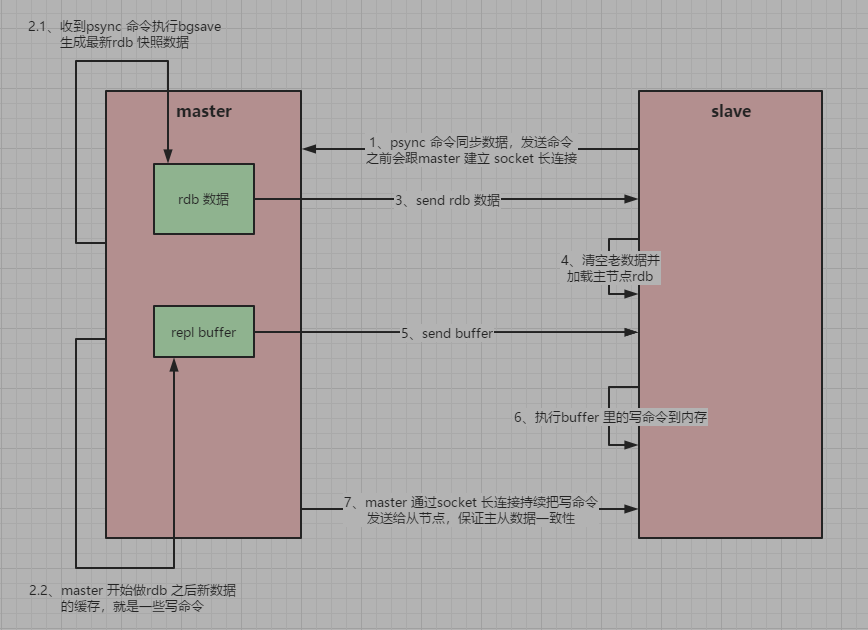 2.1、收到psync 命令执行bgsave
生成最新rdb 快照数据
master
slave
1、psync 命令同步数据，发送命令
之前会跟master 建立 socket 长连接
rdb 数据
3、send rdb 数据
4、清空老数据并
加载主节点rdb
repl buffer
5、send buffer
6、执行buffer 里的写命令到内存
7、master 通过socket 长连接持续把写命令
发送给从节点，保证主从数据一致性
2.2、master 开始做rdb 之后新数据
的缓存，就是一些写命令